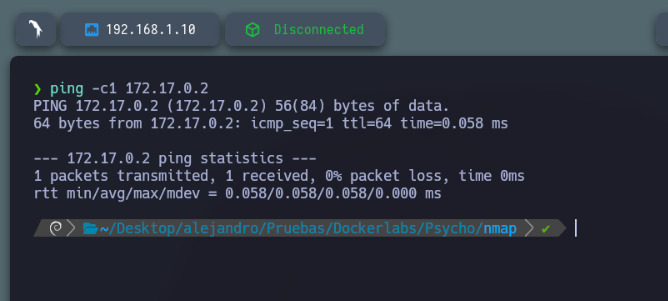 192.168.1.10
Disconnected
❯ ping -c1 172.17.0.2
PING 172.17.0.2 (172.17.0.2) 56(84) bytes of data.
64 bytes from 172.17.0.2: icmp_seq=1 ttl=64 time=0.058 ms
--- 172.17.0.2 ping statistics ---
1 packets transmitted, 1 received, 0% packet loss, time 0ms
rtt min/avg/max/mdev = 0.058/0.058/0.058/0.000 ms
~/Desktop/alejandro/Pruebas/Dockerlabs/Psycho/nmap ✔